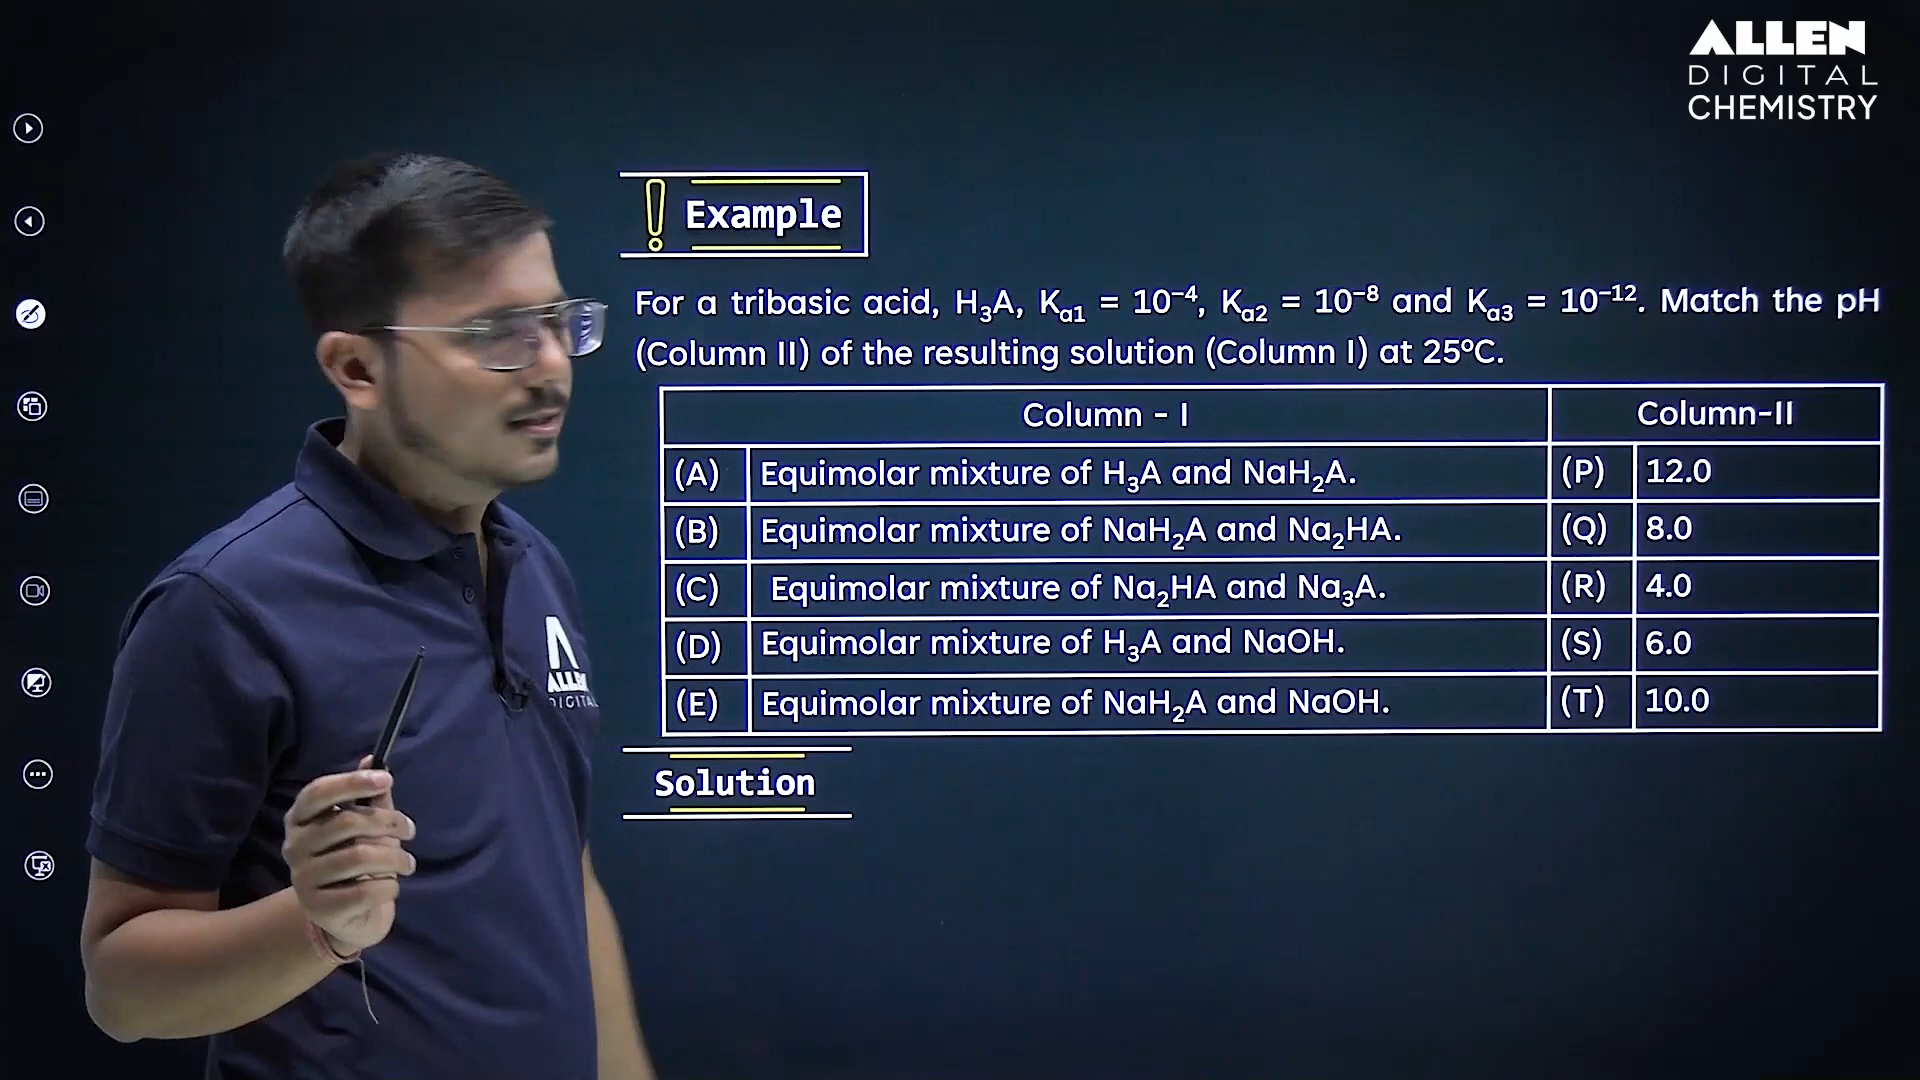 ALLEN
DIGITAL
CHEMISTRY
Example
For a tribasic acid, H₃A, Kₐ₁ = 10⁻⁴, Kₐ₂ = 10⁻⁸ and Kₐ₃ = 10⁻¹². Match the pH
(Column II) of the resulting solution (Column I) at 25ºC.
Column - I Column-II
(A) Equimolar mixture of H₃A and NaH₂A. (P) 12.0
(B) Equimolar mixture of NaH₂A and Na₂HA. (Q) 8.0
(C) Equimolar mixture of Na₂HA and Na₃A. (R) 4.0
(D) Equimolar mixture of H₃A and NaOH. (S) 6.0
(E) Equimolar mixture of NaH₂A and NaOH. (T) 10.0
Solution
ALLEN
DIGITAL